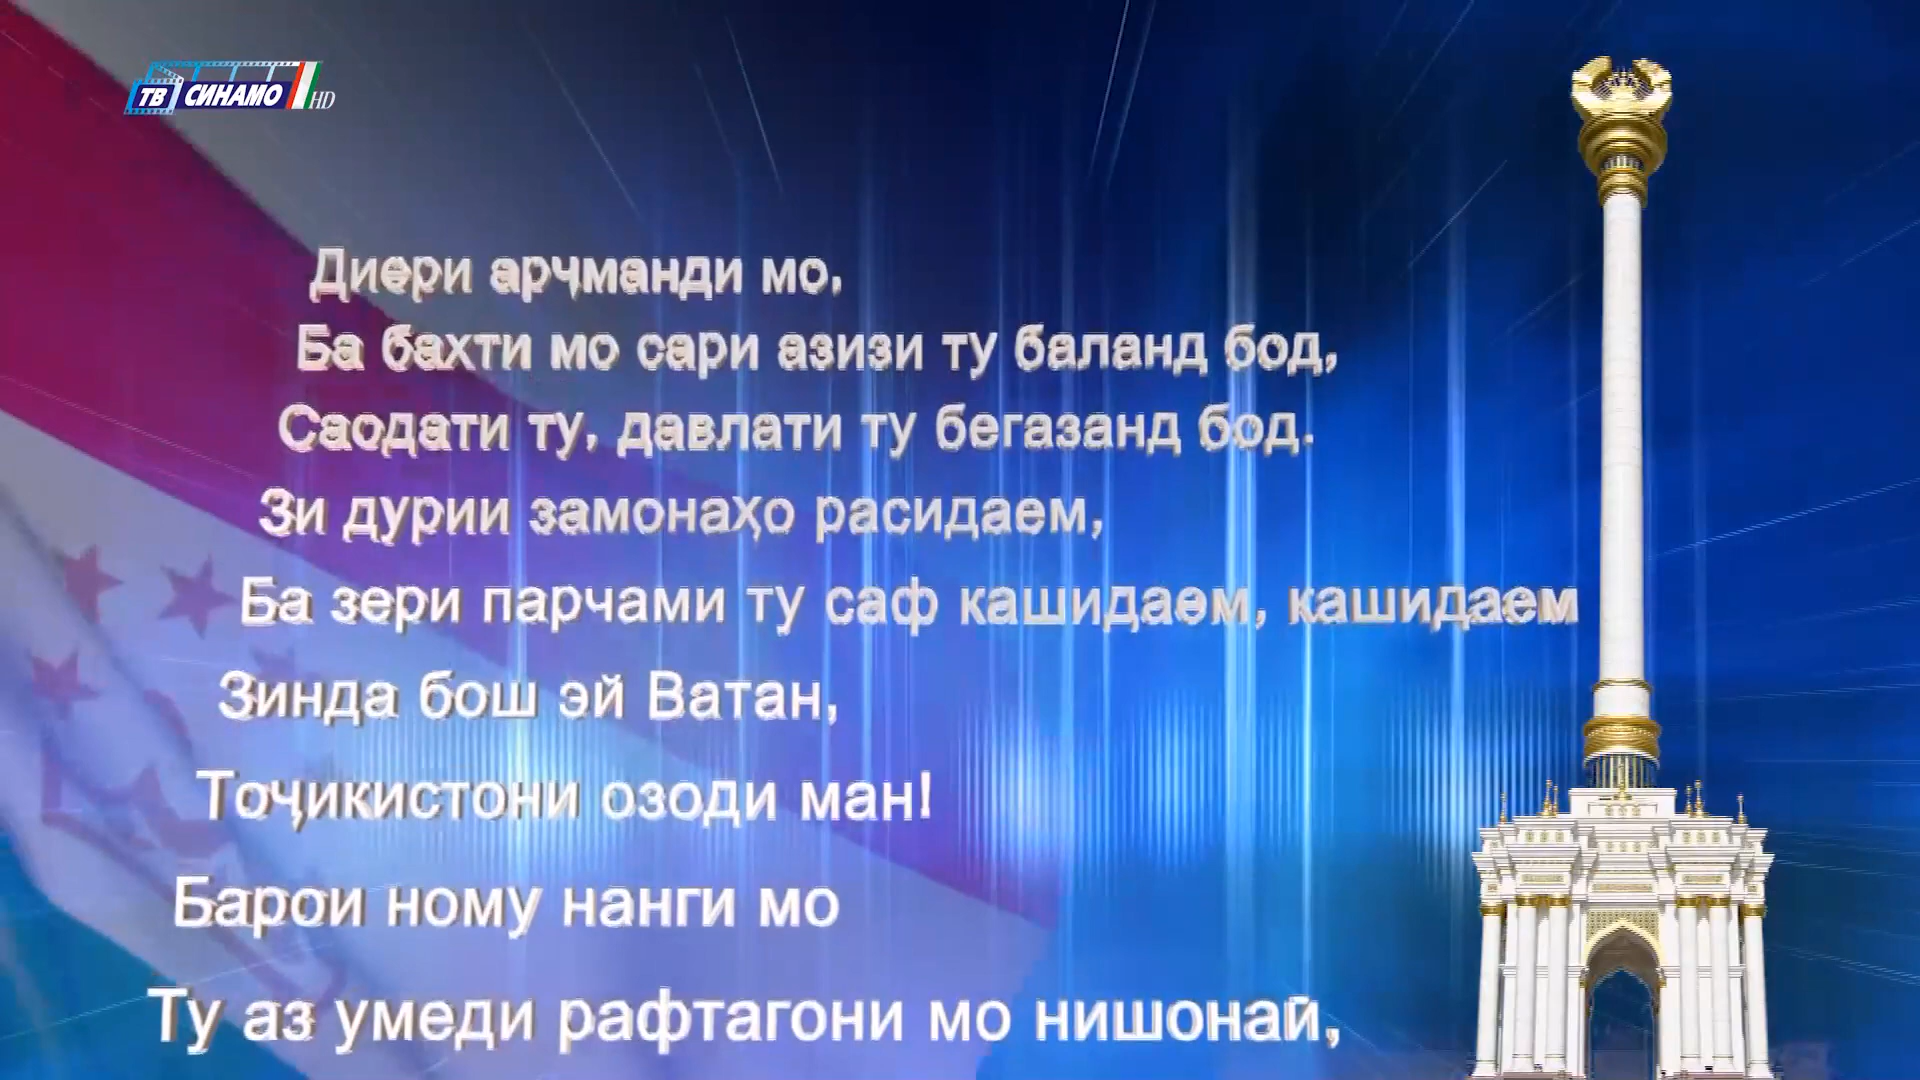 ТВ СИНАМО HD
Диери арҷманди мо,
Ба бахти мо сари азизи ту баланд бод,
Саодати ту, давлати ту бегазанд бод.
Зи дурии замонаҳо расидаем,
Ба зери парчами ту саф кашидаем, кашидаем
Зинда бош эй Ватан,
Тоҷикистони озоди ман!
Барои ному нанги мо
Ту аз умеди рафтагони мо нишонаӣ,